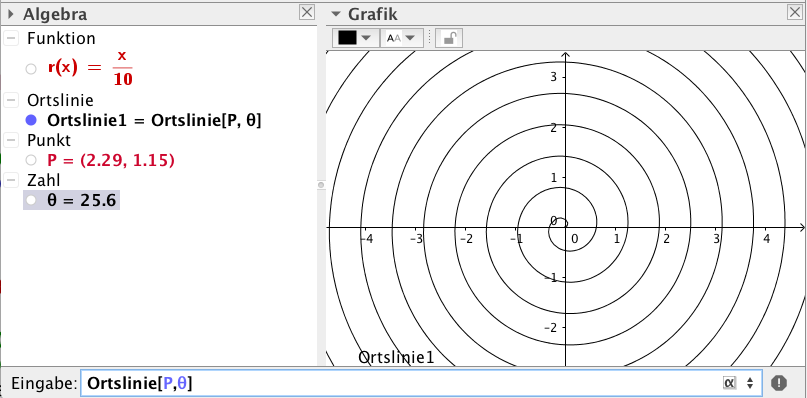 Algebra
Funktion
r(x) = x/10
Ortslinie
Ortslinie1 = Ortslinie[P, θ]
Punkt
P = (2.29, 1.15)
Zahl
θ = 25.6
Grafik
AA
3
2
1
0
-4 -3 -2 -1 0 1 2 3 4
-1
-2
Ortslinie1
Eingabe: Ortslinie[P,θ] α